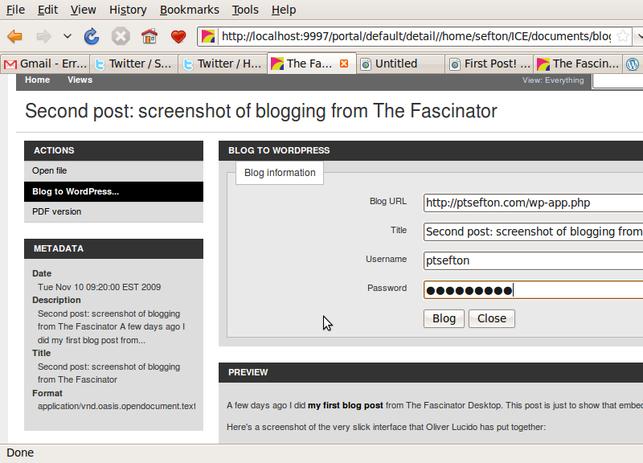 File Edit View History Bookmarks Tools Help
http://localhost:9997/portal/default/detail//home/sefton/ICE/documents/blog
Gmail - Err... Twitter / S... Twitter / H... The Fa... Untitled First Post! ... The Fascin...
Home Views View: Everything
Second post: screenshot of blogging from The Fascinator
ACTIONS
Open file
Blog to WordPress...
PDF version
METADATA
Date
Tue Nov 10 09:20:00 EST 2009
Description
Second post: screenshot of blogging
from The Fascinator A few days ago I
did my first blog post from...
Title
Second post: screenshot of blogging
from The Fascinator
Format
application/vnd.oasis.opendocument.text
BLOG TO WORDPRESS
Blog information
Blog URL http://ptsefton.com/wp-app.php
Title Second post: screenshot of blogging from
Username ptsefton
Password ●●●●●●●●●
Blog Close
PREVIEW
A few days ago I did my first blog post from The Fascinator Desktop. This post is just to show that embe
Here's a screenshot of the very slick interface that Oliver Lucido has put together:
Done